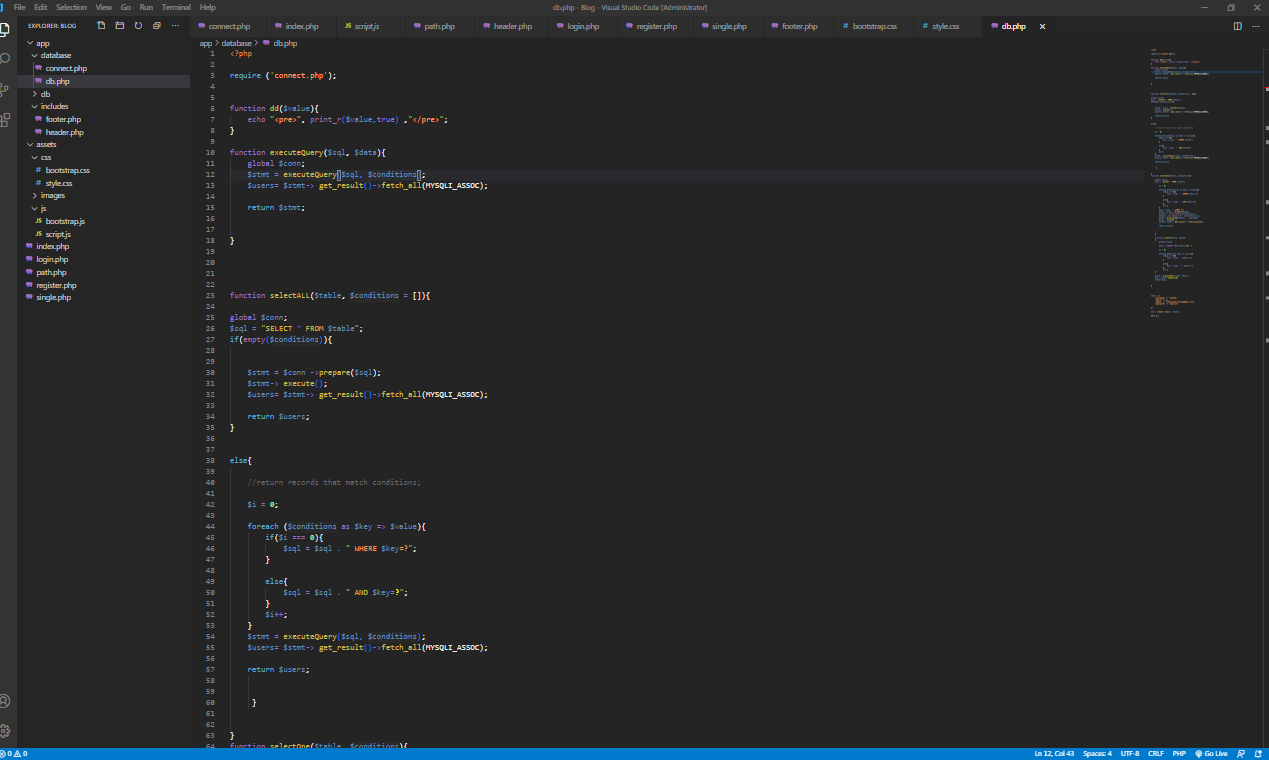 File Edit Selection View Go Run Terminal Help
db.php - Blog - Visual Studio Code [Administrator]
EXPLORER: BLOG
app
database
connect.php
db.php
db
includes
footer.php
header.php
assets
css
bootstrap.css
style.css
images
js
bootstrap.js
script.js
index.php
login.php
path.php
register.php
single.php
connect.php index.php script.js path.php header.php login.php register.php single.php footer.php bootstrap.css style.css db.php
app > database > db.php
1 <?php
2
3 require ('connect.php');
4
5
6 function dd($value){
7 echo "<pre>", print_r($value,true) ,"</pre>";
8 }
9
10 function executeQuery($sql, $data){
11 global $conn;
12 $stmt = executeQuery($sql, $conditions);
13 $users= $stmt-> get_result()->fetch_all(MYSQLI_ASSOC);
14
15 return $stmt;
16
17
18 }
19
20
21
22
23 function selectALL($table, $conditions = []){
24
25 global $conn;
26 $sql = "SELECT * FROM $table";
27 if(empty($conditions)){
28
29
30 $stmt = $conn ->prepare($sql);
31 $stmt-> execute();
32 $users= $stmt-> get_result()->fetch_all(MYSQLI_ASSOC);
33
34 return $users;
35 }
36
37
38 else{
39
40 //return records that match conditions;
41
42 $i = 0;
43
44 foreach ($conditions as $key => $value){
45 if($i === 0){
46 $sql = $sql . " WHERE $key=?";
47 }
48
49 else{
50 $sql = $sql . " AND $key=?";
51 }
52 $i++;
53 }
54 $stmt = executeQuery($sql, $conditions);
55 $users= $stmt-> get_result()->fetch_all(MYSQLI_ASSOC);
56
57 return $users;
58
59
60 }
61
62
63 }
64 function selectOne($table, $conditions){
0 0
Ln 12, Col 43 Spaces: 4 UTF-8 CRLF PHP Go Live